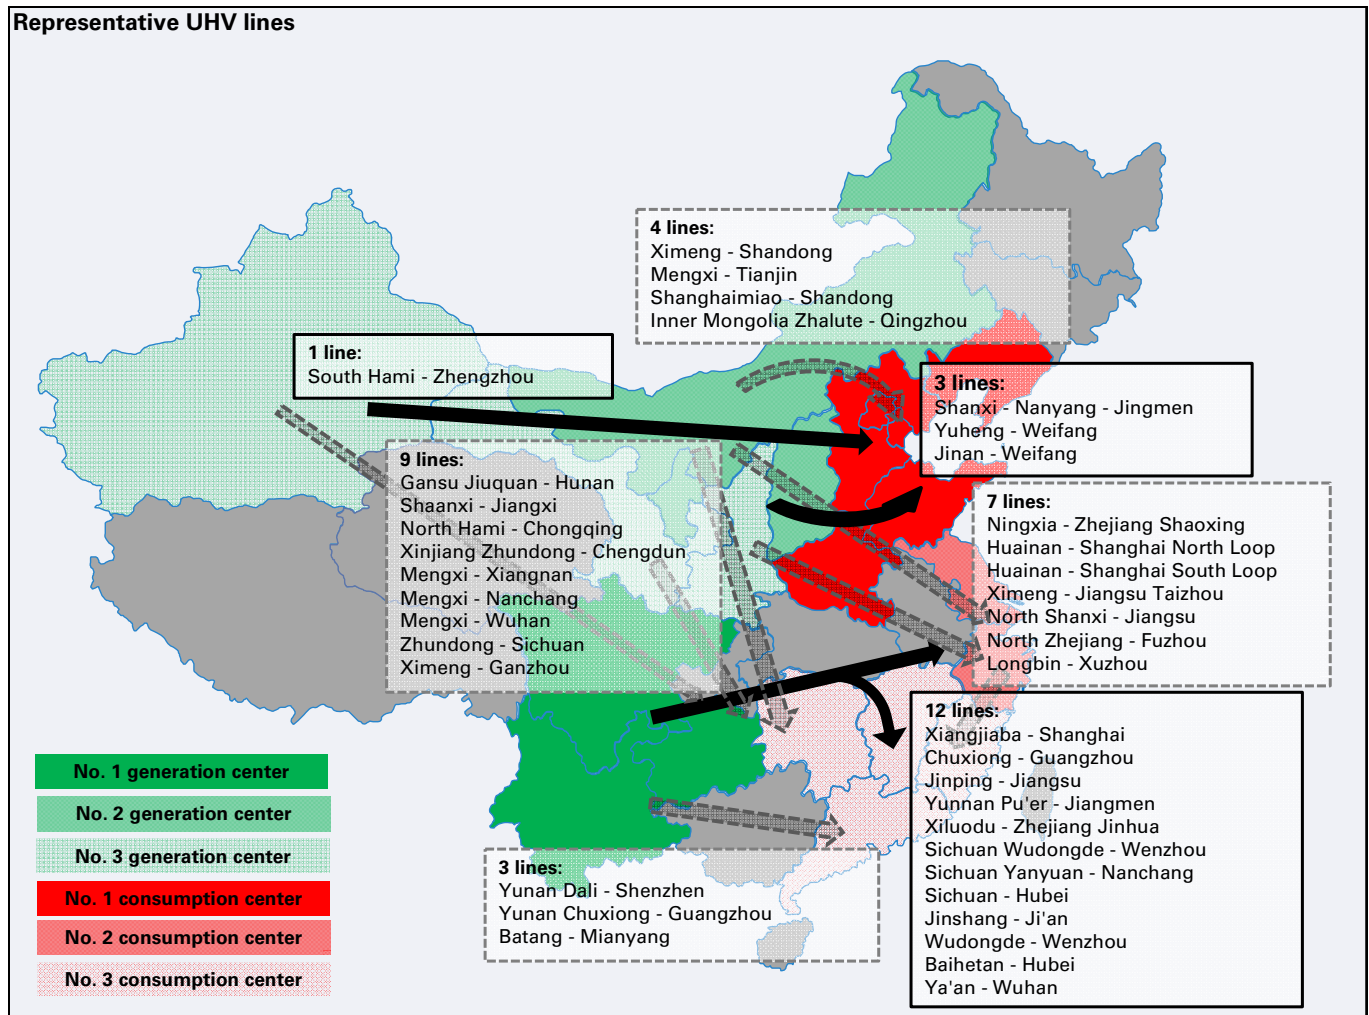 Representative UHV lines
4 lines:
Ximeng - Shandong
Mengxi - Tianjin
Shanghaimiao - Shandong
Inner Mongolia Zhalute - Qingzhou
1 line:
South Hami - Zhengzhou
3 lines:
Shanxi - Nanyang - Jingmen
Yuheng - Weifang
Jinan - Weifang
9 lines:
Gansu Jiuquan - Hunan
Shaanxi - Jiangxi
North Hami - Chongqing
Xinjiang Zhundong - Chengdun
Mengxi - Xiangnan
Mengxi - Nanchang
Mengxi - Wuhan
Zhundong - Sichuan
Ximeng - Ganzhou
7 lines:
Ningxia - Zhejiang Shaoxing
Huainan - Shanghai North Loop
Huainan - Shanghai South Loop
Ximeng - Jiangsu Taizhou
North Shanxi - Jiangsu
North Zhejiang - Fuzhou
Longbin - Xuzhou
12 lines:
Xiangjiaba - Shanghai
Chuxiong - Guangzhou
Jinping - Jiangsu
Yunnan Pu'er - Jiangmen
Xiluodu - Zhejiang Jinhua
Sichuan Wudongde - Wenzhou
Sichuan Yanyuan - Nanchang
Sichuan - Hubei
Jinshang - Ji'an
Wudongde - Wenzhou
Baihetan - Hubei
Ya'an - Wuhan
3 lines:
Yunan Dali - Shenzhen
Yunan Chuxiong - Guangzhou
Batang - Mianyang
No. 1 generation center
No. 2 generation center
No. 3 generation center
No. 1 consumption center
No. 2 consumption center
No. 3 consumption center